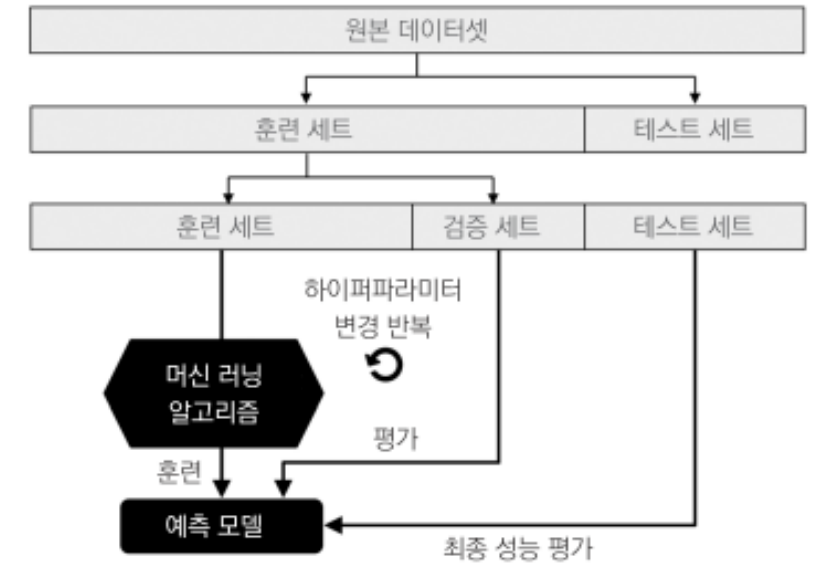 원본 데이터셋
훈련 세트
테스트 세트
훈련 세트
검증 세트
테스트 세트
하이퍼파라미터
변경 반복
머신 러닝
알고리즘
평가
훈련
예측 모델
최종 성능 평가